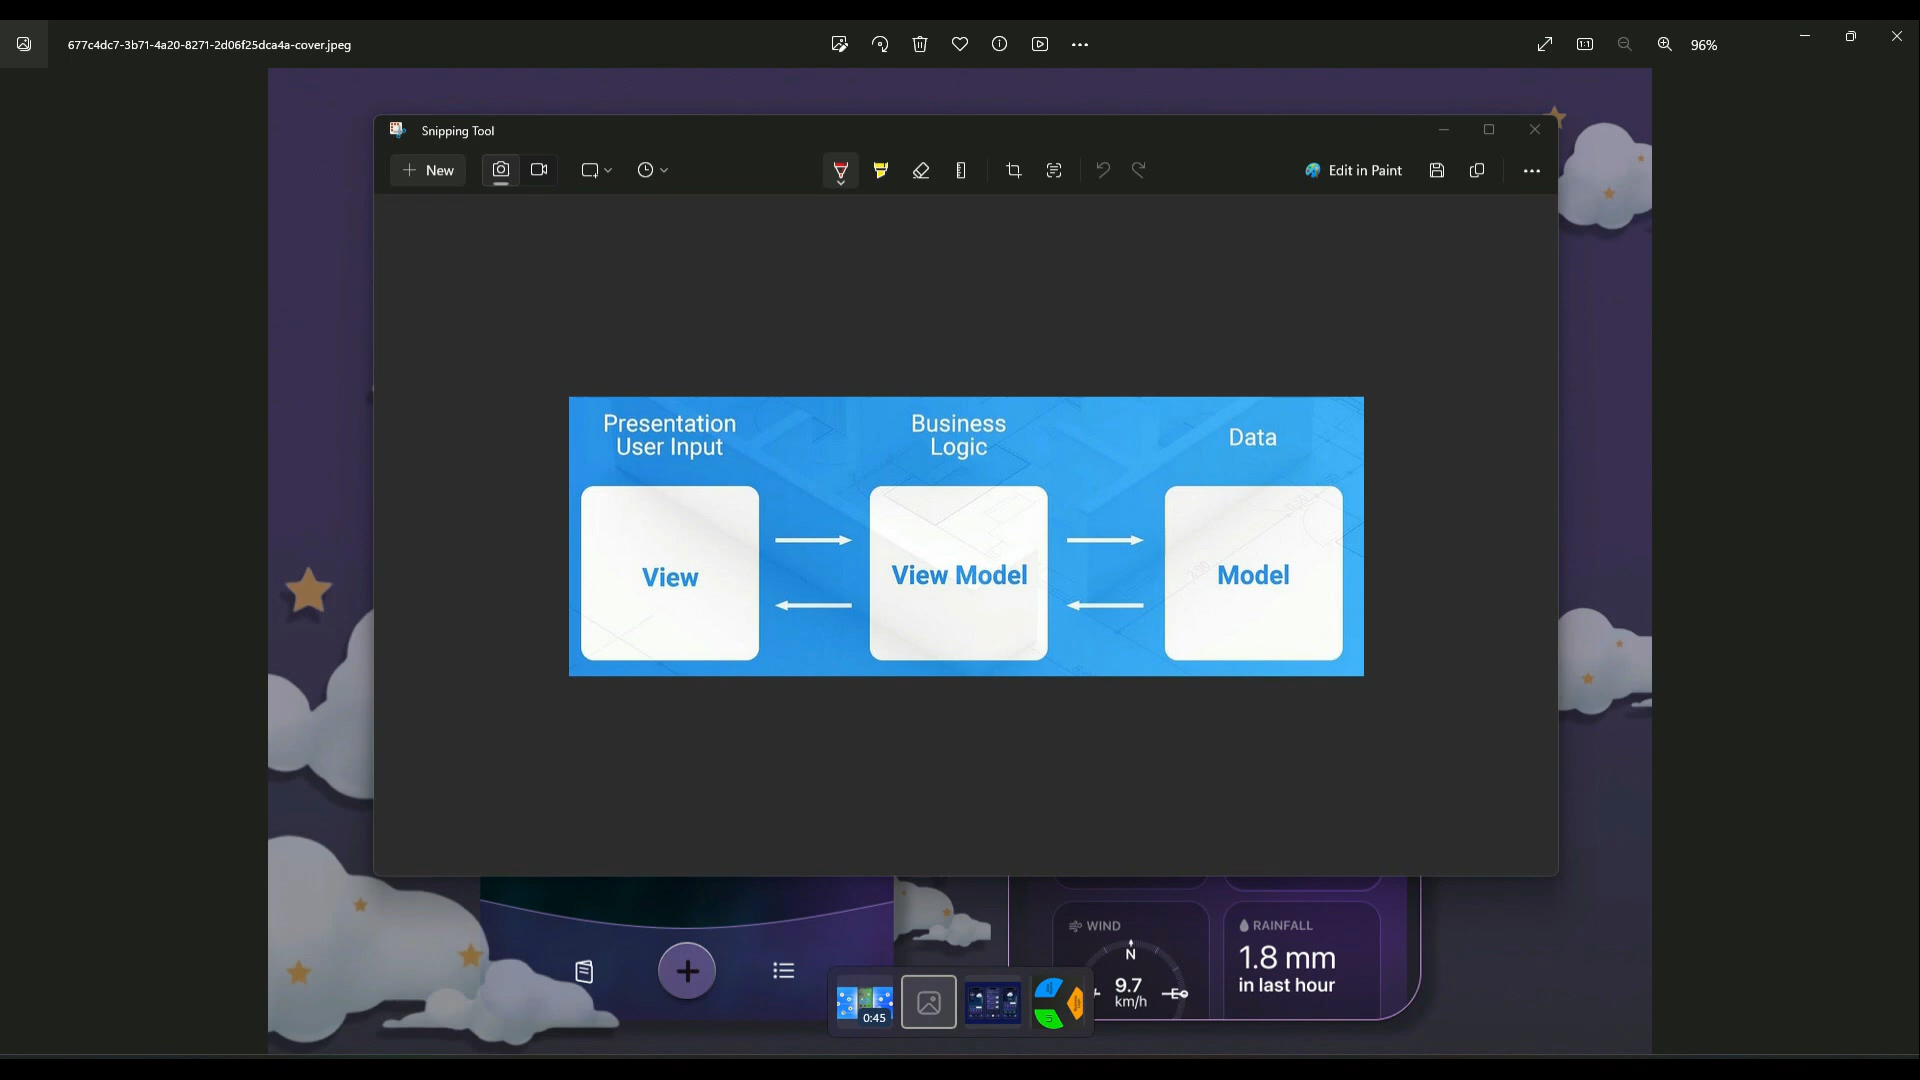 677c4dc7-3b71-4a20-8271-2d06f25dca4a-cover.jpeg
96%
Snipping Tool
New
Edit in Paint
Presentation
User Input
Business
Logic
Data
View
View Model
Model
WIND
N
9.7
km/h
E
RAINFALL
1.8 mm
in last hour
0:45